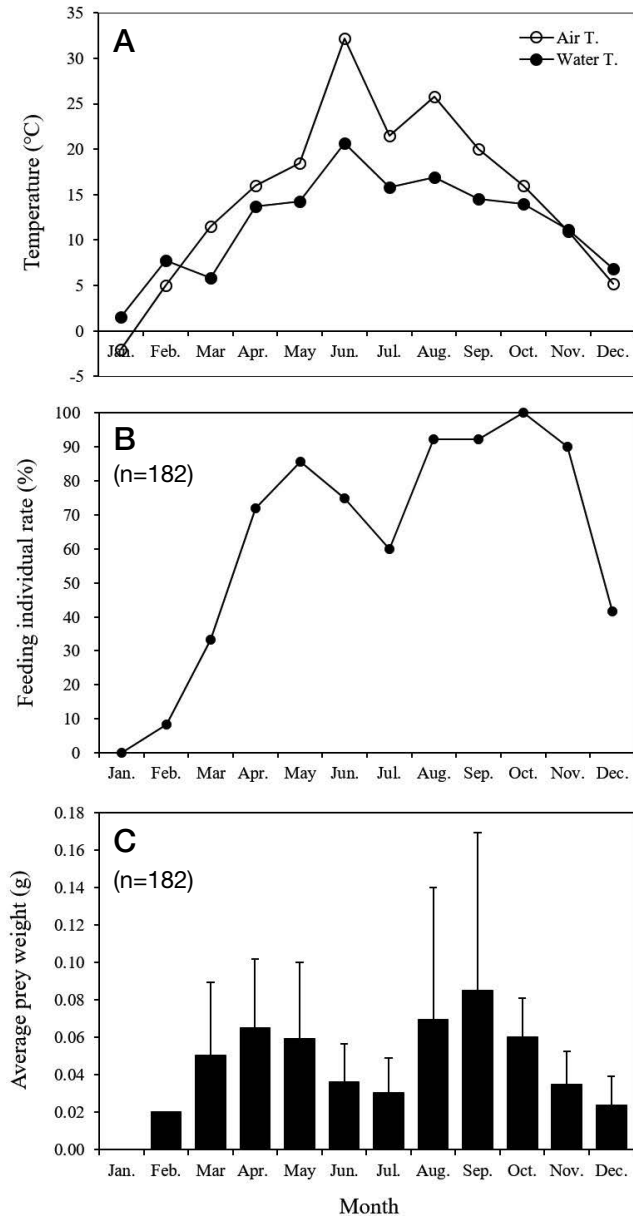 A
Air T.
Water T.
Temperature (°C)
35
30
25
20
15
10
5
0
-5
Jan. Feb. Mar Apr. May Jun. Jul. Aug. Sep. Oct. Nov. Dec.
B
(n=182)
Feeding individual rate (%)
100
90
80
70
60
50
40
30
20
10
0
Jan. Feb. Mar Apr. May Jun. Jul. Aug. Sep. Oct. Nov. Dec.
C
(n=182)
Average prey weight (g)
0.18
0.16
0.14
0.12
0.10
0.08
0.06
0.04
0.02
0.00
Jan. Feb. Mar Apr. May Jun. Jul. Aug. Sep. Oct. Nov. Dec.
Month